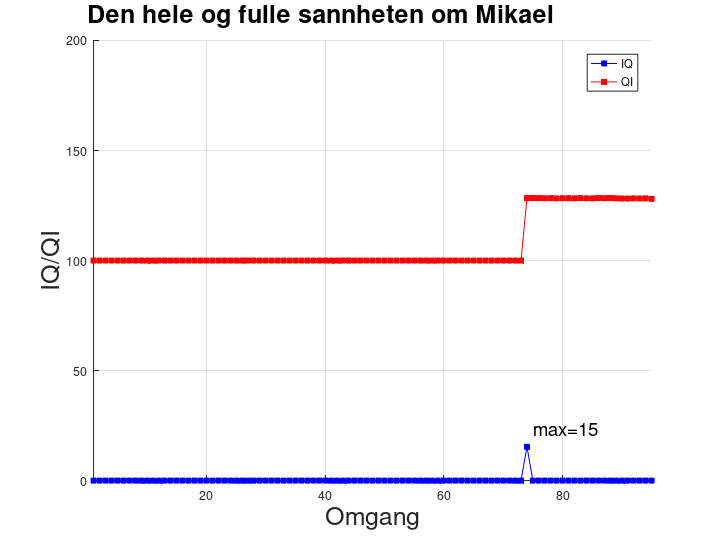 Den hele og fulle sannheten om Mikael
200
IQ
QI
150
IQ/QI
100
50
max=15
0
20 40 60 80
Omgang